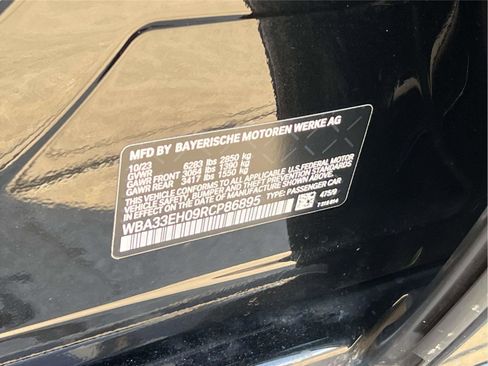 MFD BY BAYERISCHE MOTOREN WERKE AG
10/23
GVWR 6283 lbs 2850 kg
GAWR FRONT 3064 lbs 1390 kg
GAWR REAR 3417 lbs 1550 kg
THIS VEHICLE CONFORMS TO ALL APPLICABLE U.S. FEDERAL MOTOR
VEHICLE SAFETY, BUMPER, AND THEFT PREVENTION STANDARDS
IN EFFECT ON THE DATE OF MANUFACTURE SHOWN ABOVE.
WBA33EH09RCP86895 TYPE: PASSENGER CAR
475/9